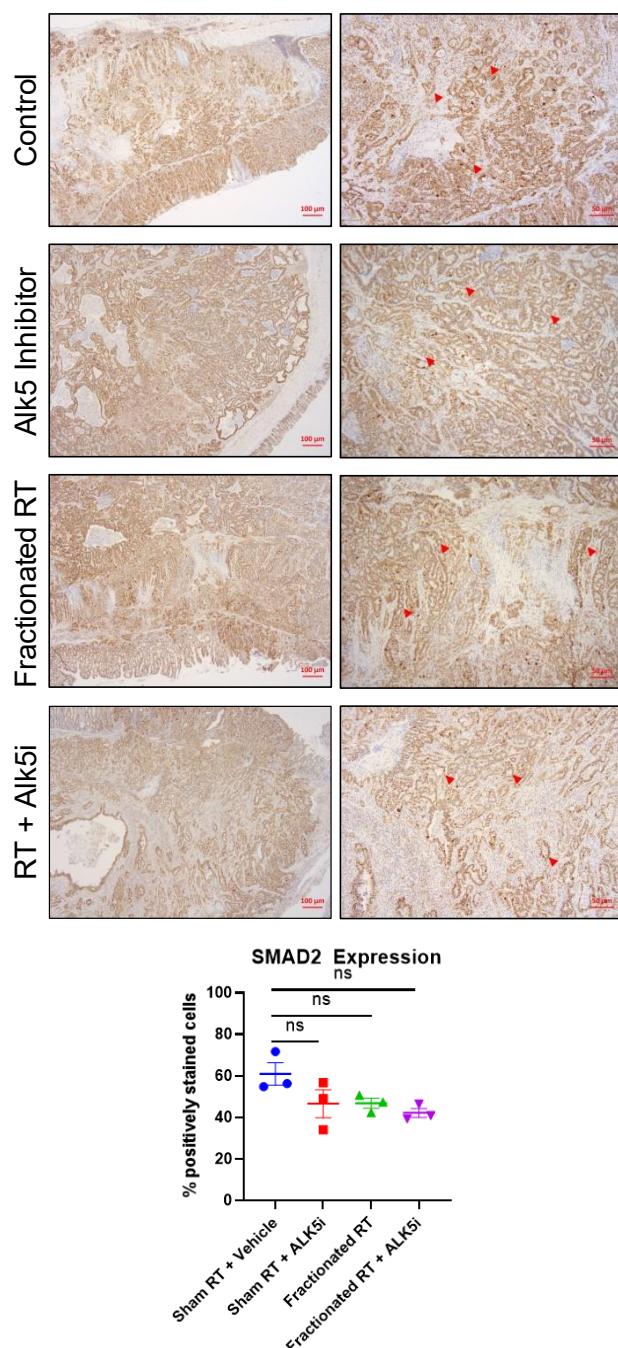 Control
100 µm
50 µm
Alk5 Inhibitor
100 µm
50 µm
Fractionated RT
100 µm
50 µm
RT + Alk5i
100 µm
50 µm
SMAD2 Expression
ns
ns
ns
% positively stained cells
100
80
60
40
20
0
Sham RT + Vehicle
Sham RT + ALK5i
Fractionated RT
Fractionated RT + ALK5i